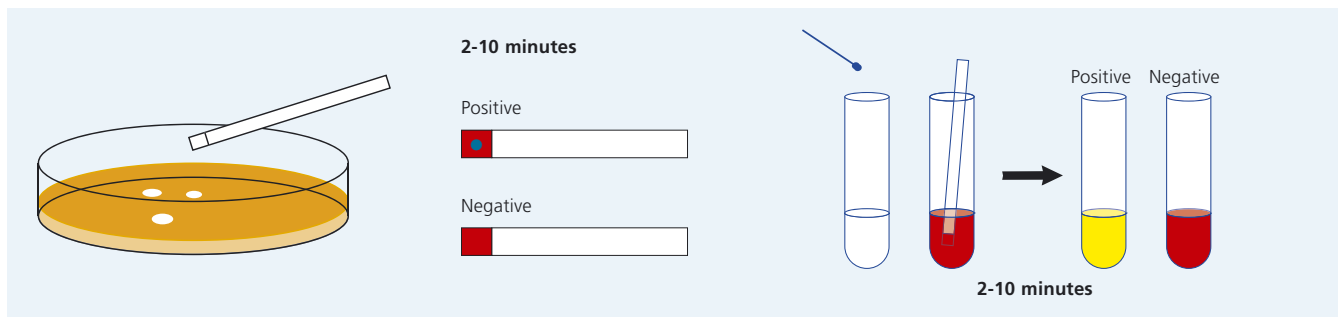 2-10 minutes
Positive
Negative
Positive Negative
2-10 minutes